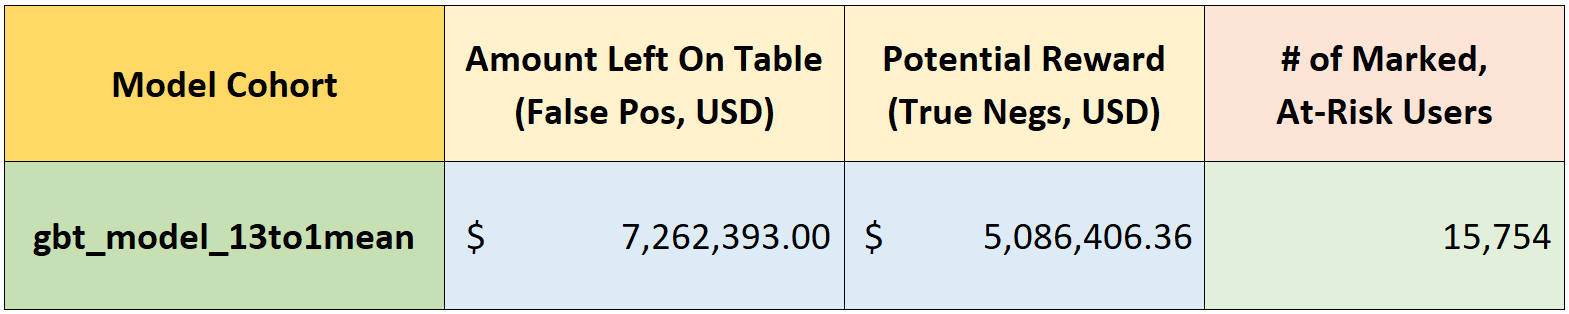 Model Cohort
Amount Left On Table
(False Pos, USD)
Potential Reward
(True Negs, USD)
# of Marked,
At-Risk Users
gbt_model_13to1mean
$ 7,262,393.00
$ 5,086,406.36
15,754